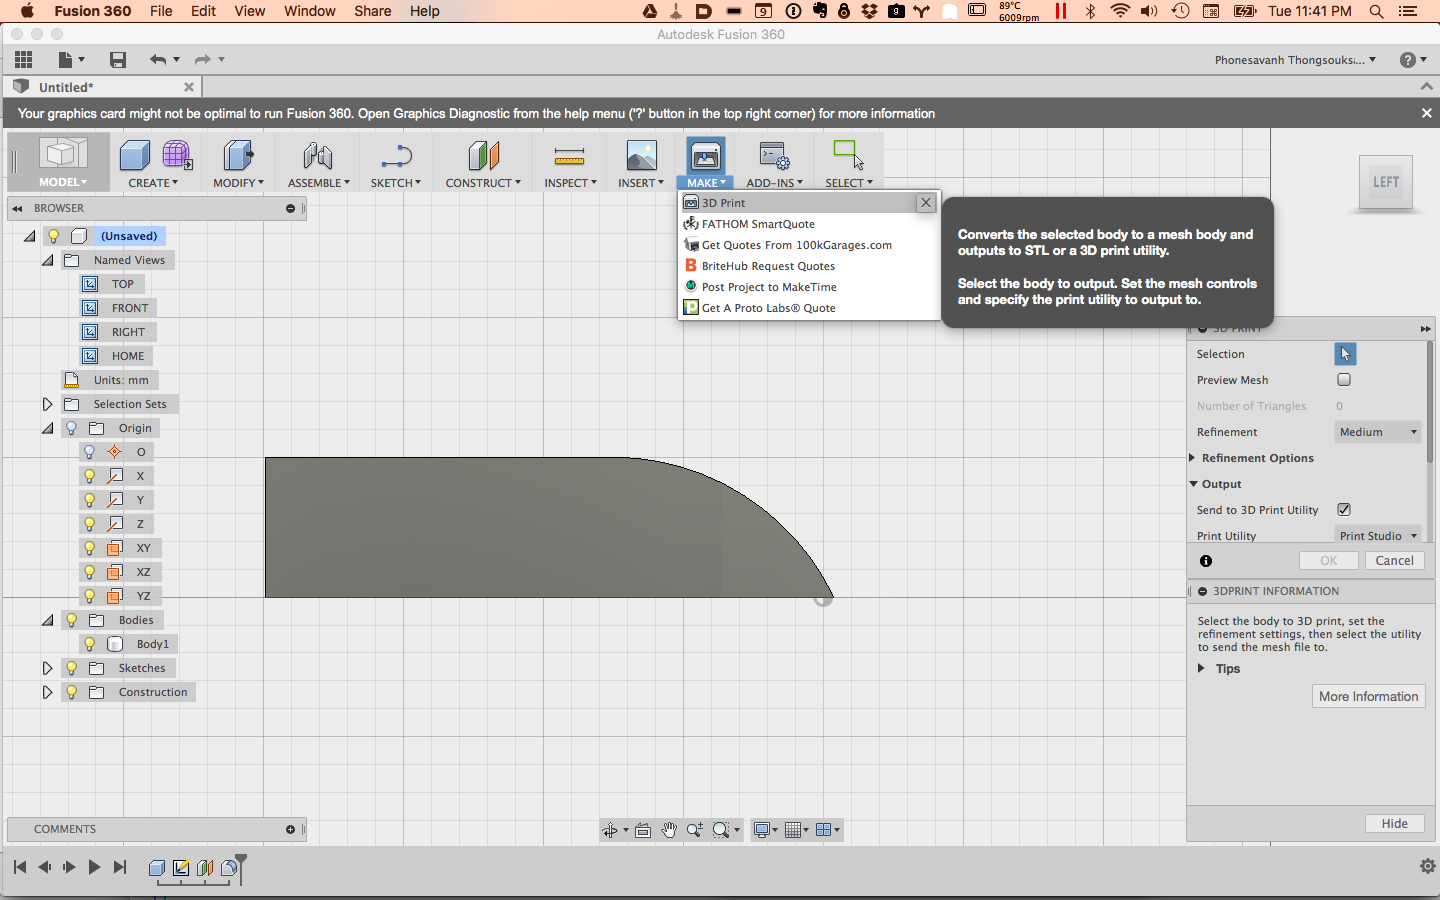 Fusion 360 File Edit View Window Share Help
9
89°C
6009rpm
Tue 11:41 PM
Autodesk Fusion 360
Phonesavanh Thongsouks...
Untitled*
Your graphics card might not be optimal to run Fusion 360. Open Graphics Diagnostic from the help menu ('?' button in the top right corner) for more information
MODEL
CREATE
MODIFY
ASSEMBLE
SKETCH
CONSTRUCT
INSPECT
INSERT
MAKE
ADD-INS
SELECT
LEFT
BROWSER
(Unsaved)
Named Views
TOP
FRONT
RIGHT
HOME
Units: mm
Selection Sets
Origin
O
X
Y
Z
XY
XZ
YZ
Bodies
Body1
Sketches
Construction
3D Print
FATHOM SmartQuote
Get Quotes From 100kGarages.com
BriteHub Request Quotes
Post Project to MakeTime
Get A Proto Labs® Quote
Converts the selected body to a mesh body and
outputs to STL or a 3D print utility.
Select the body to output. Set the mesh controls
and specify the print utility to output to.
3D PRINT
Selection
Preview Mesh
Number of Triangles 0
Refinement Medium
Refinement Options
Output
Send to 3D Print Utility
Print Utility Print Studio
OK Cancel
3DPRINT INFORMATION
Select the body to 3D print, set the
refinement settings, then select the utility
to send the mesh file to.
Tips
More Information
Hide
COMMENTS